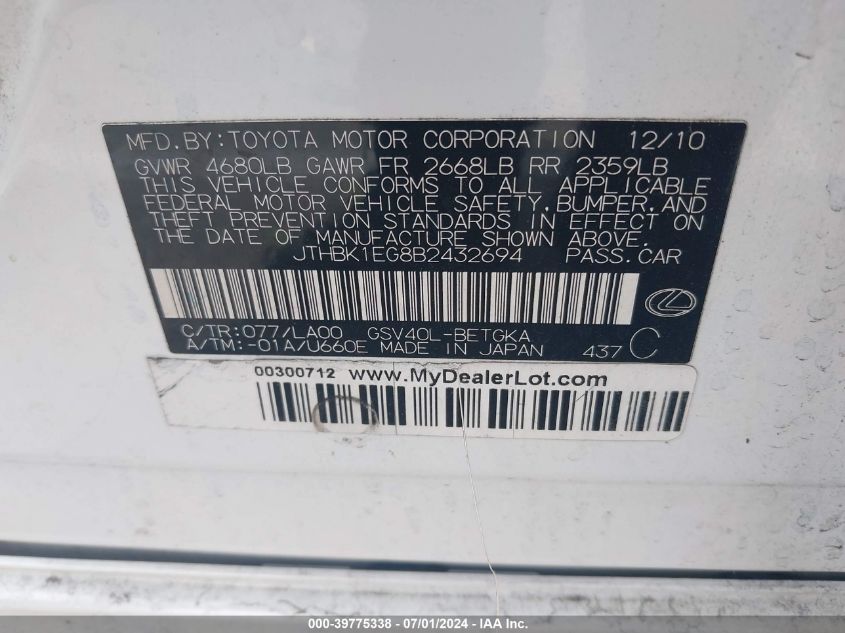 MFD.BY:TOYOTA MOTOR CORPORATION 12/10
GVWR 4680LB GAWR FR 2668LB RR 2359LB
THIS VEHICLE CONFORMS TO ALL APPLICABLE
FEDERAL MOTOR VEHICLE SAFETY,BUMPER,AND
THEFT PREVENTION STANDARDS IN EFFECT ON
THE DATE OF MANUFACTURE SHOWN ABOVE.
JTHBK1EG8B2432694 PASS.CAR
C/TR:077/LA00 GSV40L-BETGKA
A/TM:-01A/U660E MADE IN JAPAN 437 C
00300712 www.MyDealerLot.com
000-39775338 - 07/01/2024 - IAA Inc.